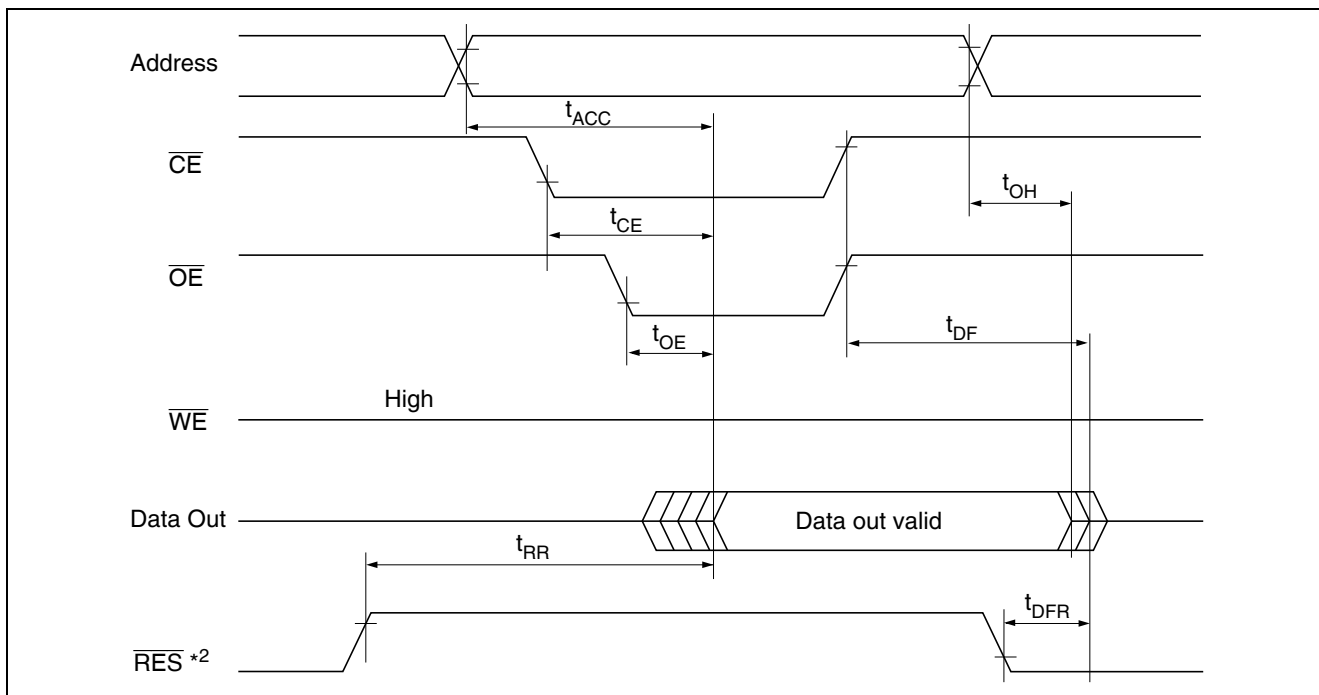 Address
tACC
CE
tOH
tCE
OE
tDF
tOE
High
WE
Data Out
Data out valid
tRR
tDFR
RES *2